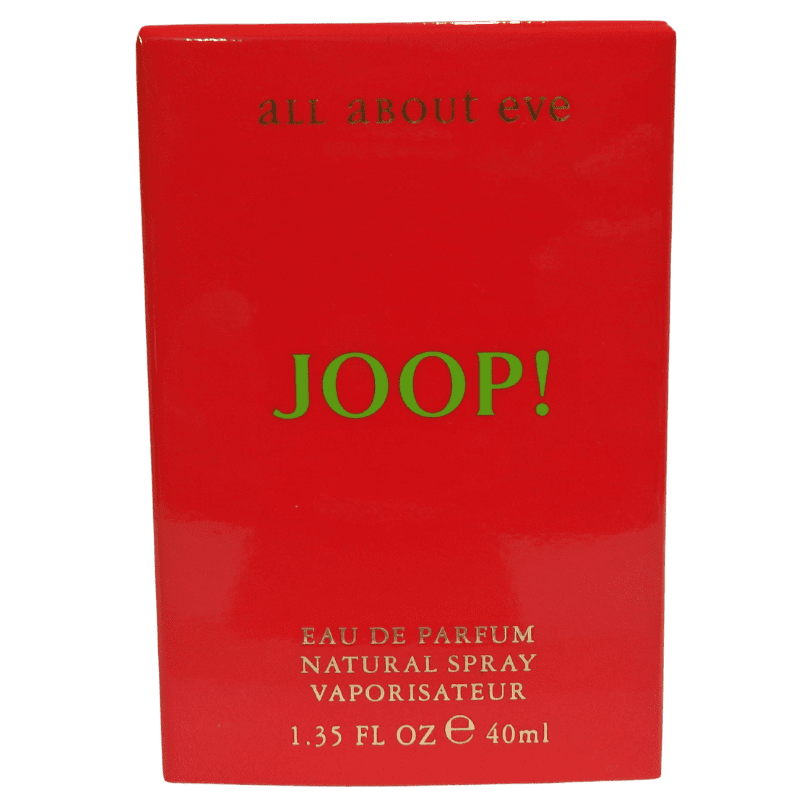 aLL aBOUt eve
JOOP!
EAU DE PARFUM
NATURAL SPRAY
VAPORISATEUR
1.35 FL OZ ℮ 40ml